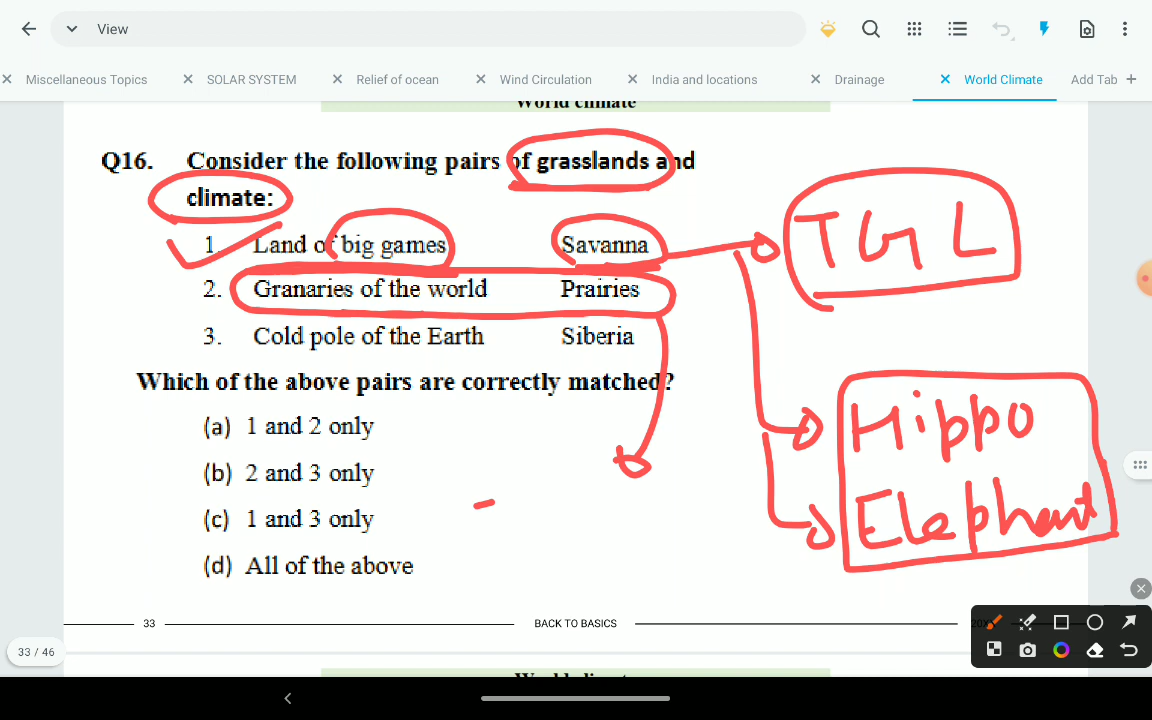 View
Miscellaneous Topics SOLAR SYSTEM Relief of ocean Wind Circulation India and locations Drainage World Climate Add Tab
World climate
Q16. Consider the following pairs of grasslands and
climate:
1. Land of big games Savanna
TGL
2. Granaries of the world Prairies
3. Cold pole of the Earth Siberia
Which of the above pairs are correctly matched?
(a) 1 and 2 only
Hippo
(b) 2 and 3 only
(c) 1 and 3 only
Elephant
(d) All of the above
33 BACK TO BASICS
33 / 46